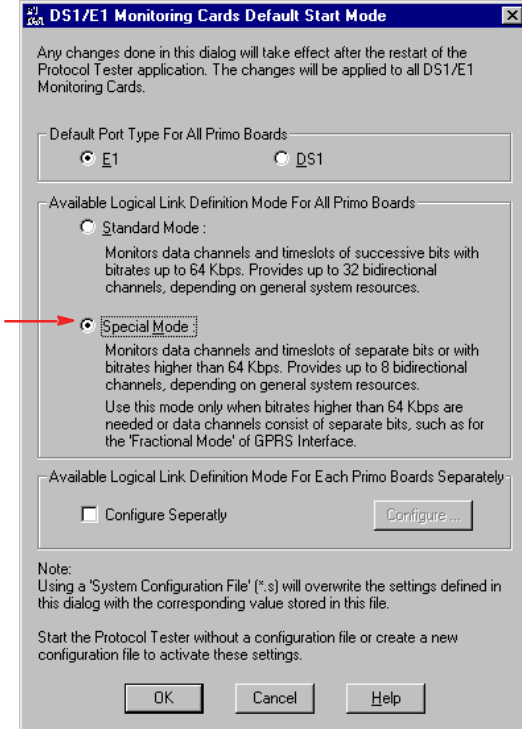 DS1/E1 Monitoring Cards Default Start Mode
Any changes done in this dialog will take effect after the restart of the
Protocol Tester application. The changes will be applied to all DS1/E1
Monitoring Cards.
Default Port Type For All Primo Boards
E1 DS1
Available Logical Link Definition Mode For All Primo Boards
Standard Mode :
Monitors data channels and timeslots of successive bits with
bitrates up to 64 Kbps. Provides up to 32 bidirectional
channels, depending on general system resources.
Special Mode :
Monitors data channels and timeslots of separate bits or with
bitrates higher than 64 Kbps. Provides up to 8 bidirectional
channels, depending on general system resources.
Use this mode only when bitrates higher than 64 Kbps are
needed or data channels consist of separate bits, such as for
the 'Fractional Mode' of GPRS Interface.
Available Logical Link Definition Mode For Each Primo Boards Separately
Configure Seperatly Configure ...
Note:
Using a 'System Configuration File' (*.s) will overwrite the settings defined in
this dialog with the corresponding value stored in this file.
Start the Protocol Tester without a configuration file or create a new
configuration file to activate these settings.
OK Cancel Help